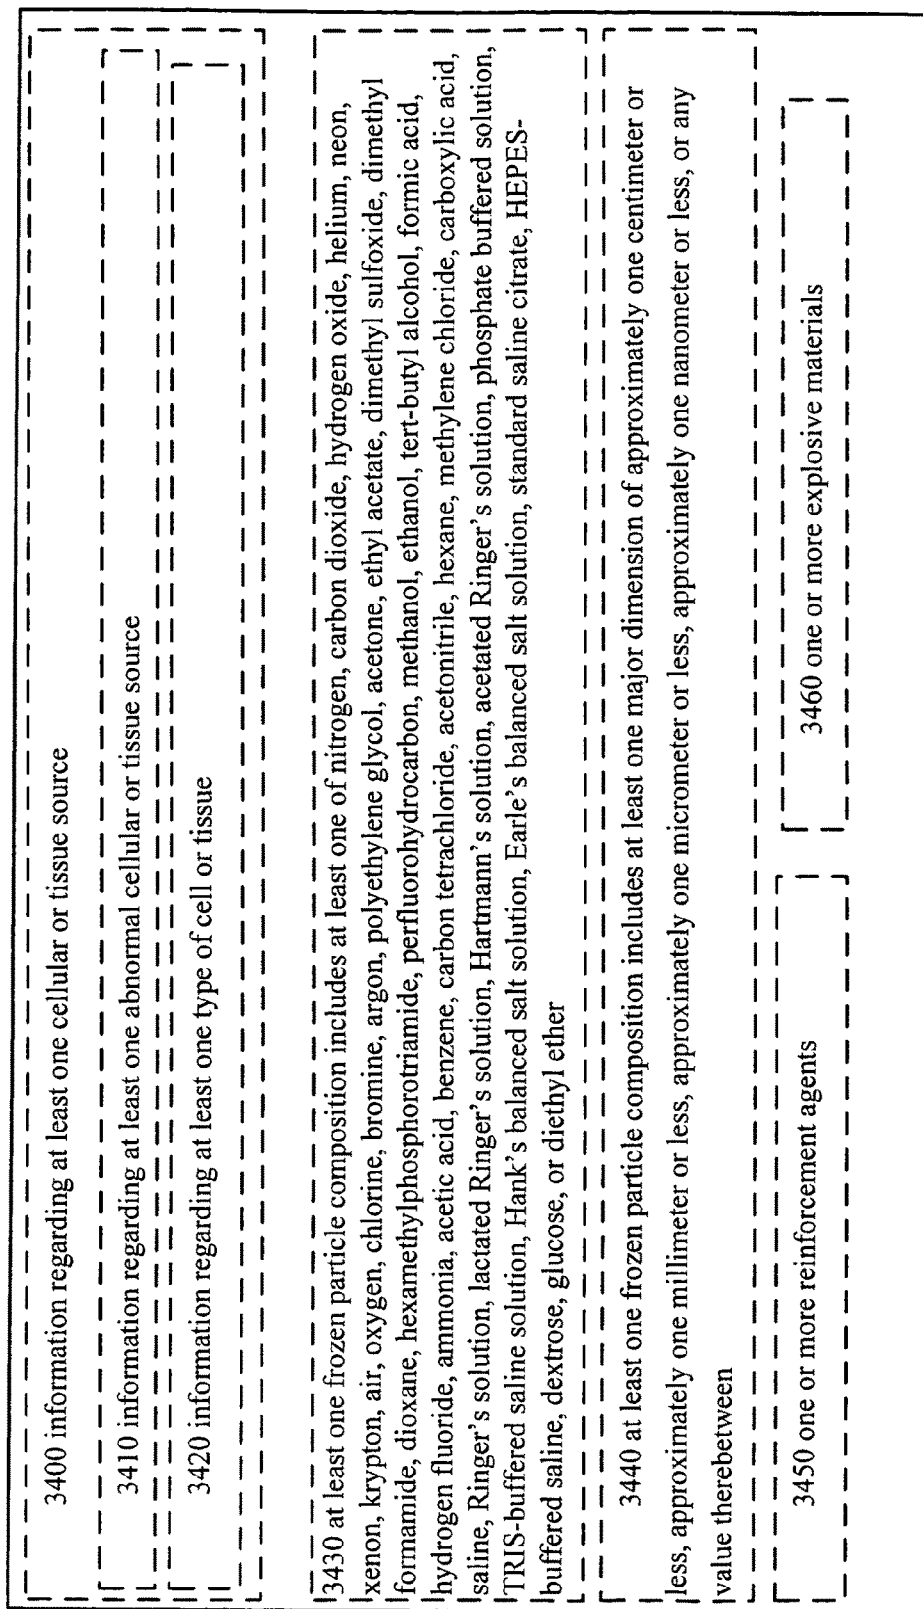 3400 information regarding at least one cellular or tissue source
3410 information regarding at least one abnormal cellular or tissue source
3420 information regarding at least one type of cell or tissue
3430 at least one frozen particle composition includes at least one of nitrogen, carbon dioxide, hydrogen oxide, helium, neon,
xenon, krypton, air, oxygen, chlorine, bromine, argon, polyethylene glycol, acetone, ethyl acetate, dimethyl sulfoxide, dimethyl
formamide, dioxane, hexamethylphosphorotriamide, perfluorohydrocarbon, methanol, ethanol, tert-butyl alcohol, formic acid,
hydrogen fluoride, ammonia, acetic acid, benzene, carbon tetrachloride, acetonitrile, hexane, methylene chloride, carboxylic acid,
saline, Ringer's solution, lactated Ringer's solution, Hartmann's solution, acetated Ringer's solution, phosphate buffered solution,
TRIS-buffered saline solution, Hank's balanced salt solution, Earle's balanced salt solution, standard saline citrate, HEPES-
buffered saline, dextrose, glucose, or diethyl ether
3440 at least one frozen particle composition includes at least one major dimension of approximately one centimeter or
less, approximately one millimeter or less, approximately one micrometer or less, approximately one nanometer or less, or any
value therebetween
3450 one or more reinforcement agents
3460 one or more explosive materials